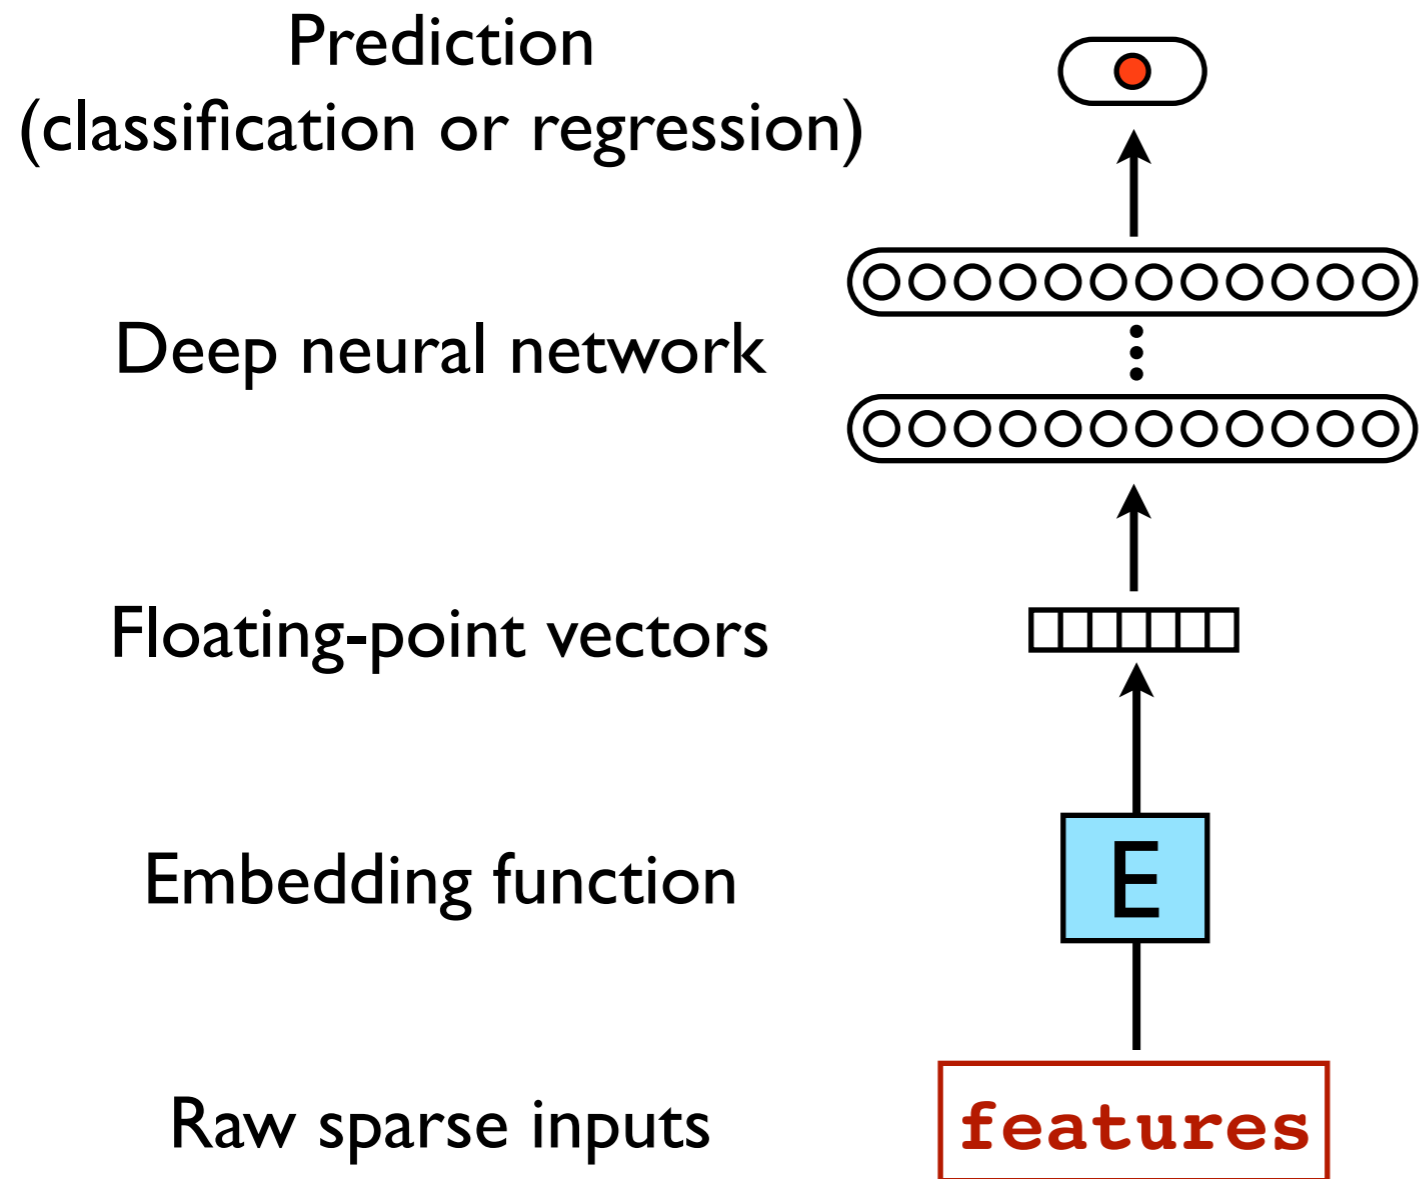 Prediction
(classification or regression)
Deep neural network
Floating-point vectors
Embedding function
E
Raw sparse inputs
features